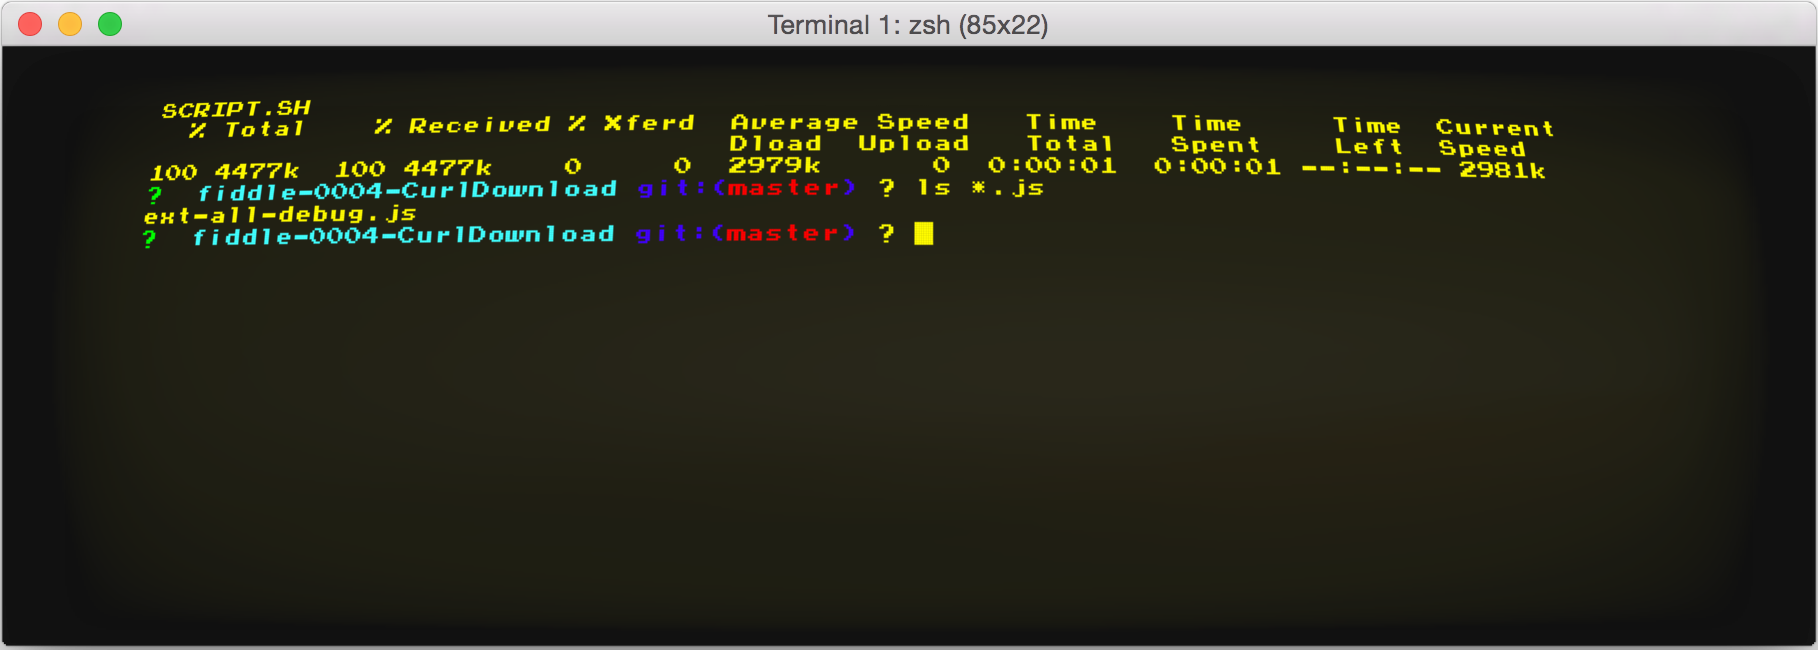 Terminal 1: zsh (85x22)
SCRIPT.SH
% Total % Received % Xferd Average Speed Time Time Time Current
Dload Upload Total Spent Left Speed
100 4477k 100 4477k 0 0 2979k 0 0:00:01 0:00:01 --:--:-- 2981k
? fiddle-0004-CurlDownload git:(master) ? ls *.js
ext-all-debug.js
? fiddle-0004-CurlDownload git:(master) ?